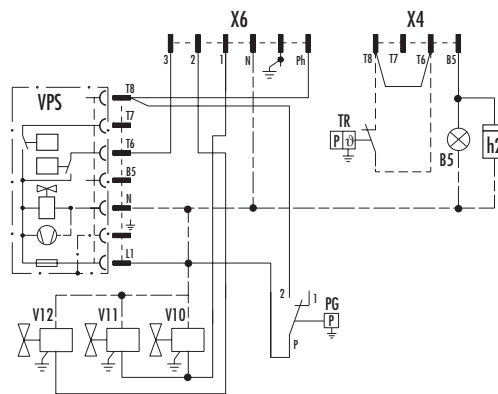 X6 X4
3 2 1 N Ph T8 T7 T6 B5
VPS
T8
T7
T6
B5
N
L1
TR
P ϑ
B5
h2
2 1
PG
P
P
V12 V11 V10